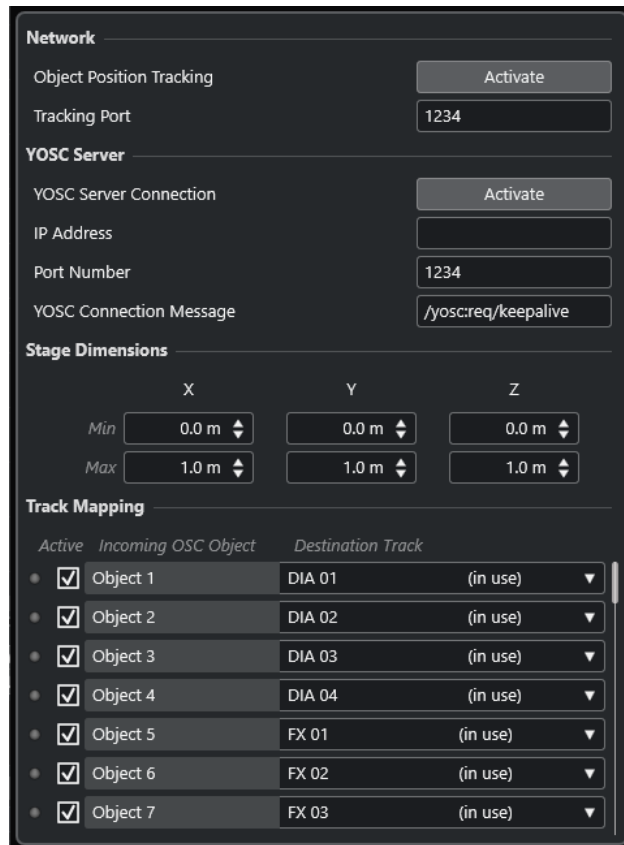 Network
Object Position Tracking Activate
Tracking Port 1234
YOSC Server
YOSC Server Connection Activate
IP Address
Port Number 1234
YOSC Connection Message /yosc:req/keepalive
Stage Dimensions
X Y Z
Min 0.0 m 0.0 m 0.0 m
Max 1.0 m 1.0 m 1.0 m
Track Mapping
Active Incoming OSC Object Destination Track
Object 1 DIA 01 (in use)
Object 2 DIA 02 (in use)
Object 3 DIA 03 (in use)
Object 4 DIA 04 (in use)
Object 5 FX 01 (in use)
Object 6 FX 02 (in use)
Object 7 FX 03 (in use)